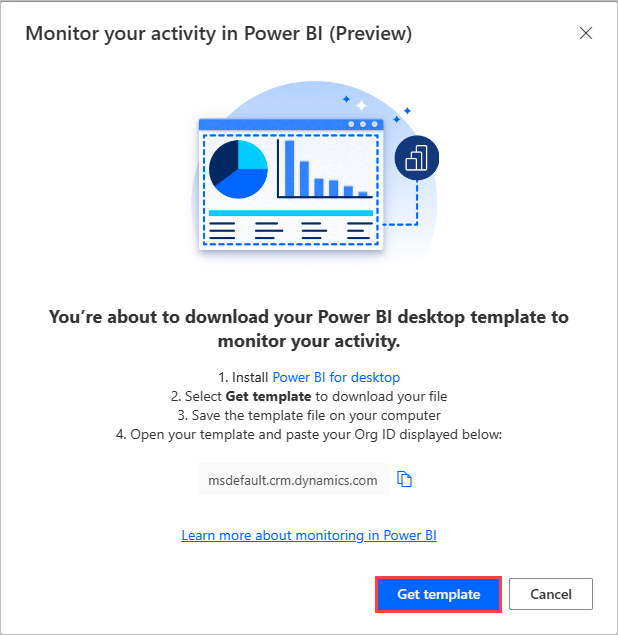 Monitor your activity in Power BI (Preview)
You’re about to download your Power BI desktop template to
monitor your activity.
1. Install Power BI for desktop
2. Select Get template to download your file
3. Save the template file on your computer
4. Open your template and paste your Org ID displayed below:
msdefault.crm.dynamics.com
Learn more about monitoring in Power BI
Get template
Cancel